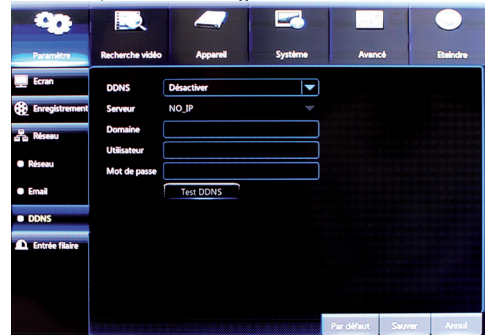 Paramètre Recherche vidéo Appareil Système Avancé Eteindre
Ecran
Enregistrement
Réseau
Réseau
Email
DDNS
Entrée filaire
DDNS Désactiver
Serveur NO_IP
Domaine
Utilisateur
Mot de passe
Test DDNS
Par défaut Sauver Annul